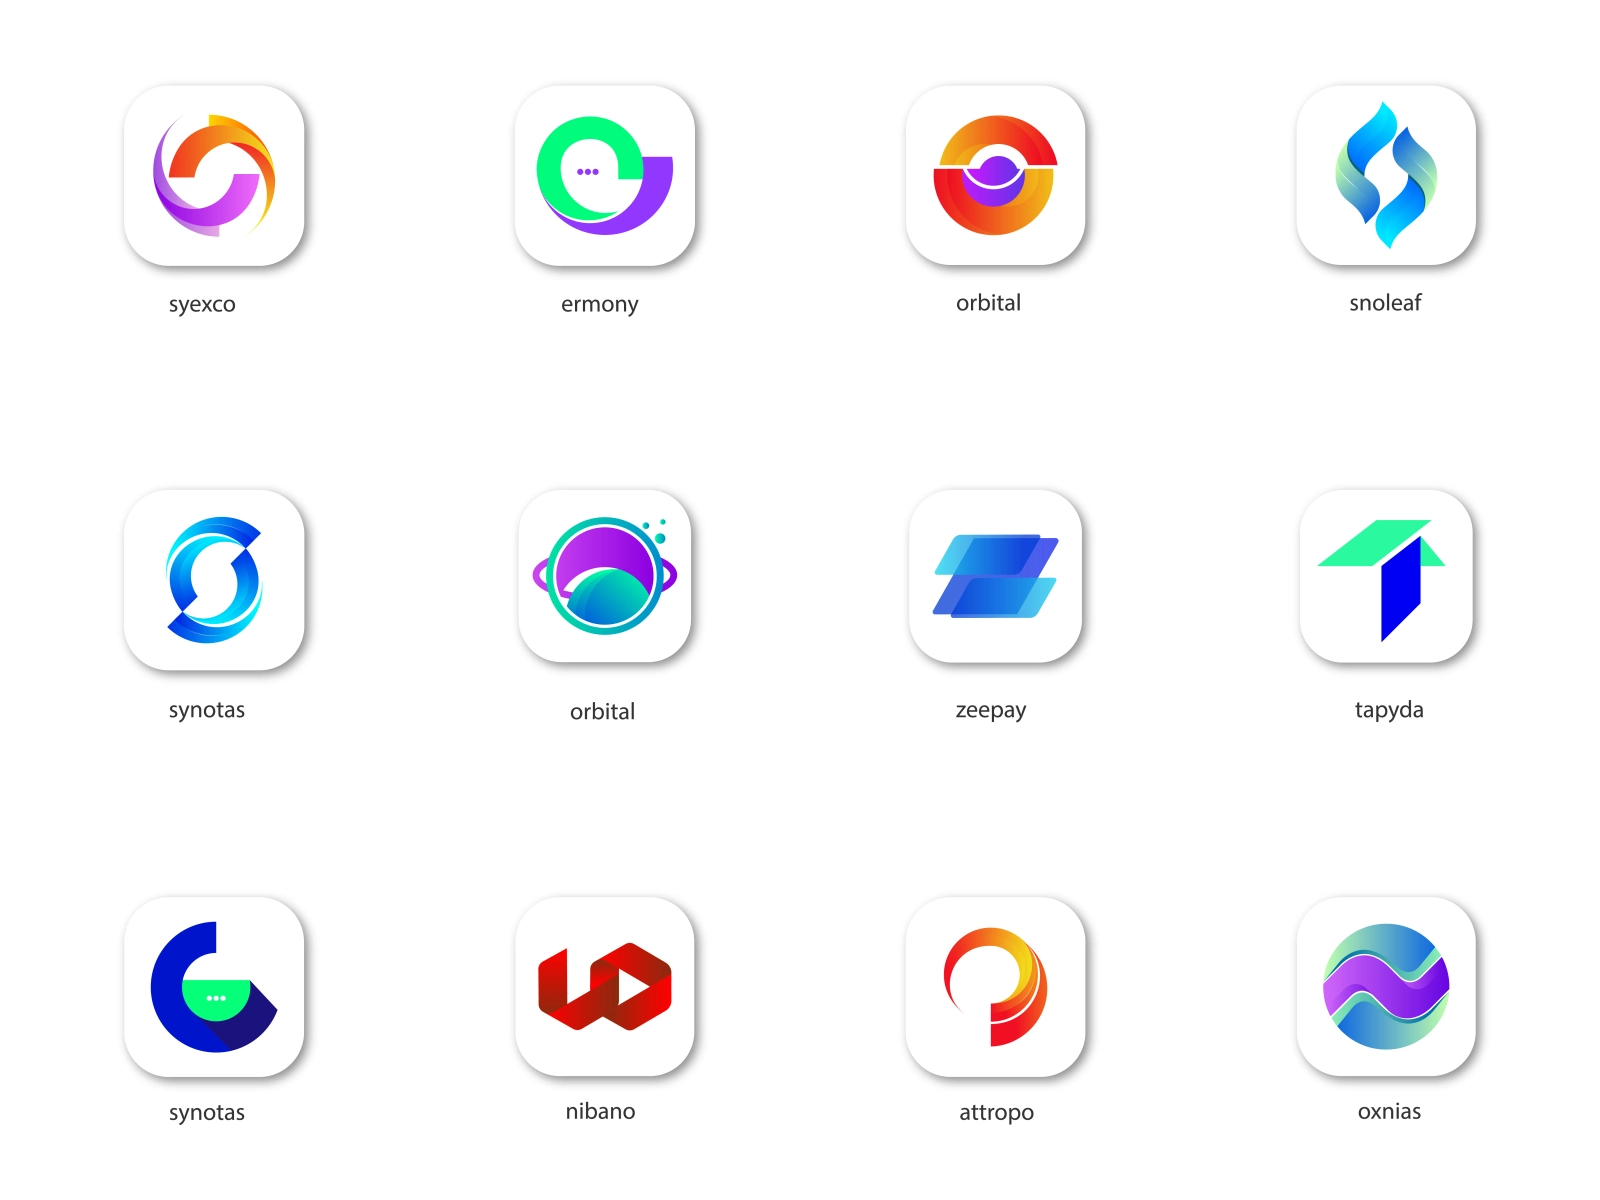 syexco
ermony
orbital
snoleaf
synotas
orbital
zeepay
tapyda
synotas
nibano
attropo
oxnias